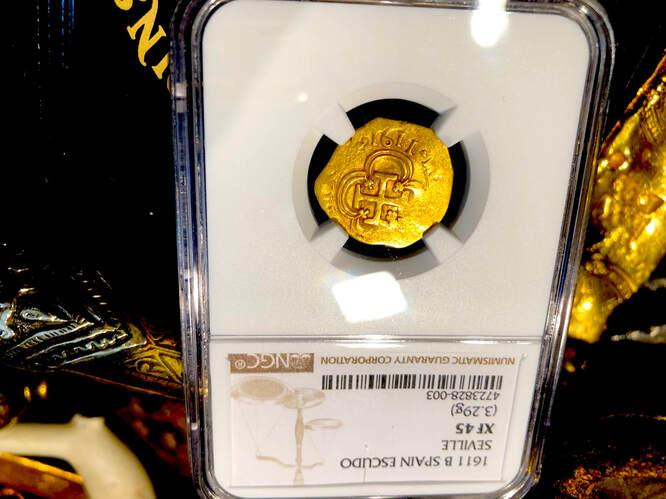 1611 B SPAIN ESCUDO
SEVILLE
XF 45
(3.29g)
4723828-003
NGC®
NUMISMATIC GUARANTY CORPORATION
1611